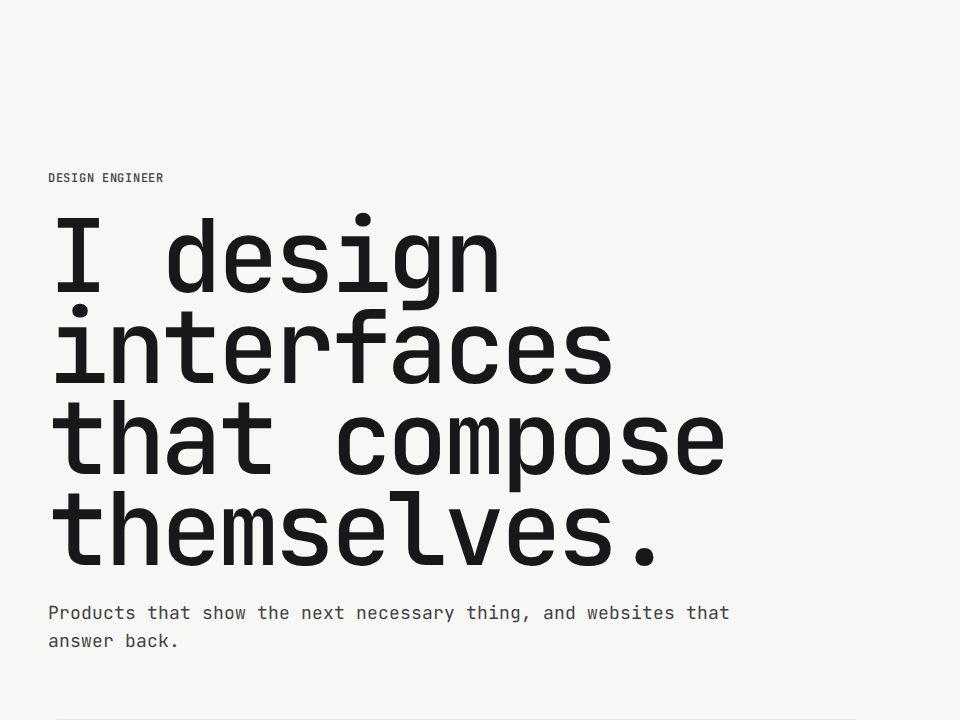 DESIGN ENGINEER
I design
interfaces
that compose
themselves.
Products that show the next necessary thing, and websites that
answer back.